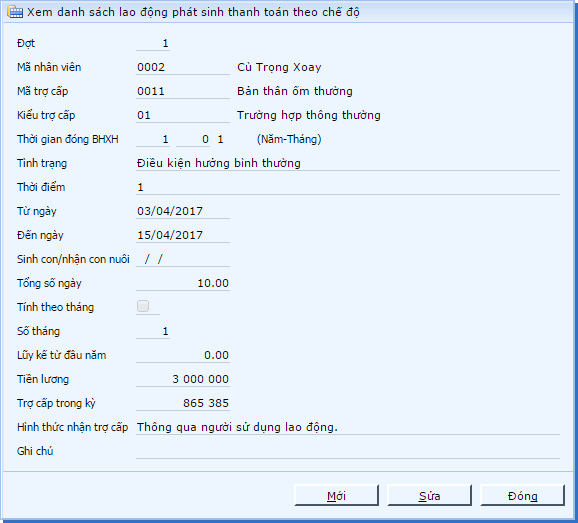 Xem danh sách lao động phát sinh thanh toán theo chế độ
Đợt 1
Mã nhân viên 0002 Cù Trọng Xoay
Mã trợ cấp 0011 Bản thân ốm thường
Kiểu trợ cấp 01 Trường hợp thông thường
Thời gian đóng BHXH 1 0 1 (Năm-Tháng)
Tình trạng Điều kiện hưởng bình thường
Thời điểm 1
Từ ngày 03/04/2017
Đến ngày 15/04/2017
Sinh con/nhận con nuôi / /
Tổng số ngày 10.00
Tính theo tháng
Số tháng 1
Lũy kế từ đầu năm 0.00
Tiền lương 3 000 000
Trợ cấp trong kỳ 865 385
Hình thức nhận trợ cấp Thông qua người sử dụng lao động.
Ghi chú
Mới Sửa Đóng